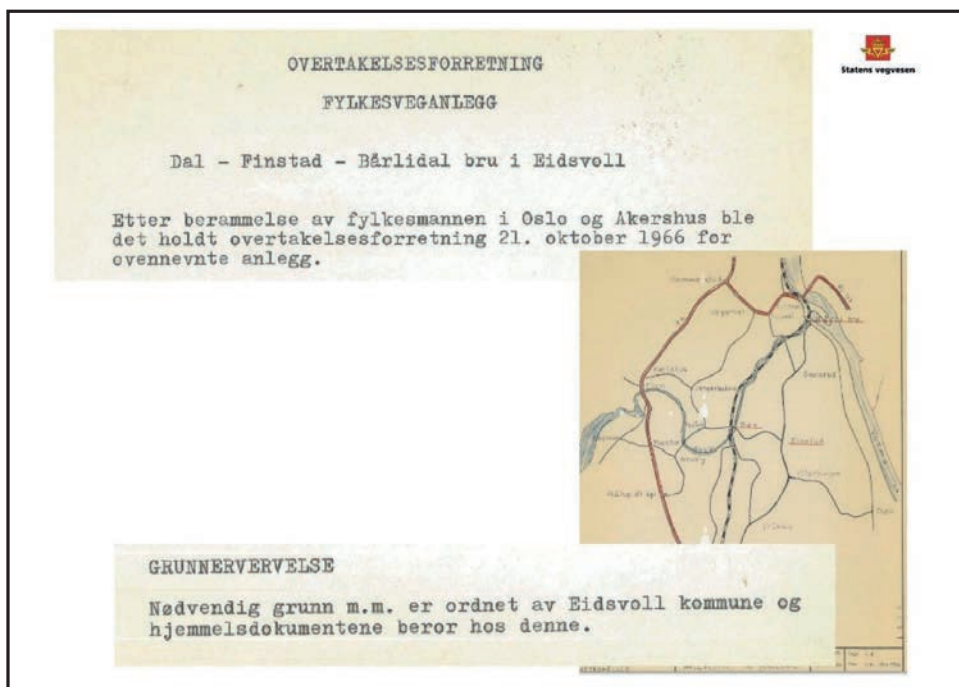 OVERTAKELSESFORRETNING
FYLKESVEGANLEGG
Dal - Finstad - Bårlidal bru i Eidsvoll
Etter berammelse av fylkesmannen i Oslo og Akershus ble
det holdt overtakelsesforretning 21. oktober 1966 for
ovennevnte anlegg.
Statens vegvesen
GRUNNERVERVELSE
Nødvendig grunn m.m. er ordnet av Eidsvoll kommune og
hjemmelsdokumentene beror hos denne.